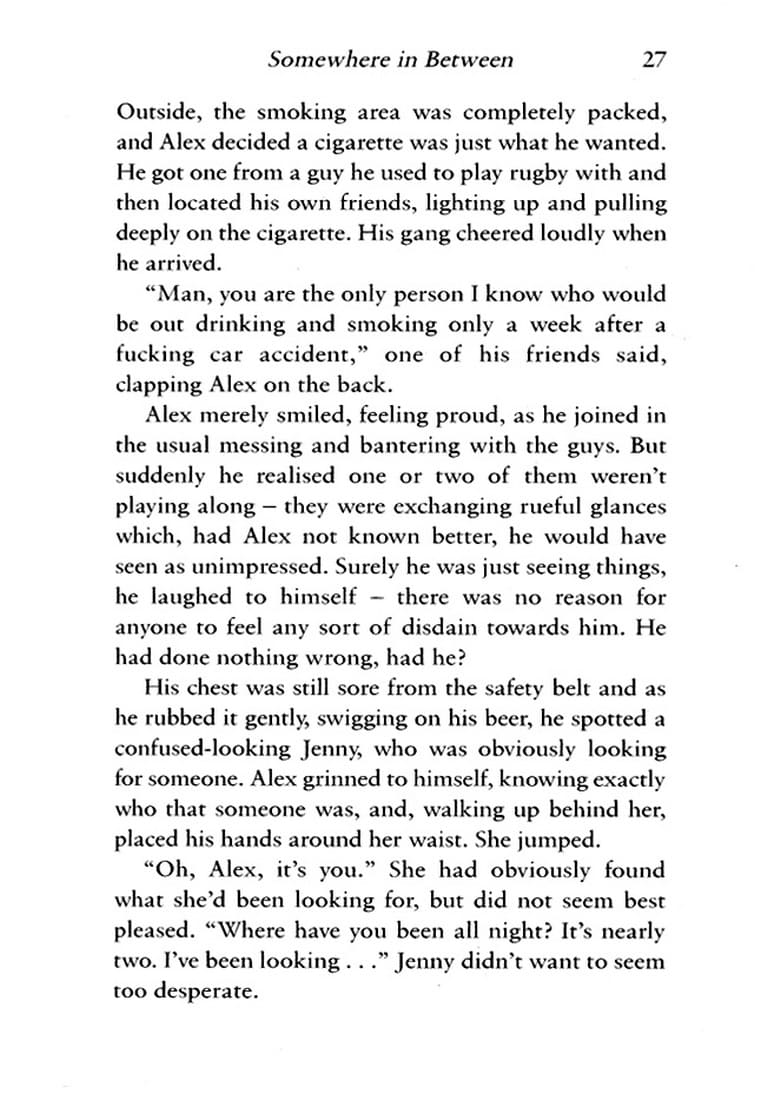 Somewhere in Between 27
Outside, the smoking area was completely packed,
and Alex decided a cigarette was just what he wanted.
He got one from a guy he used to play rugby with and
then located his own friends, lighting up and pulling
deeply on the cigarette. His gang cheered loudly when
he arrived.
“Man, you are the only person I know who would
be out drinking and smoking only a week after a
fucking car accident,” one of his friends said,
clapping Alex on the back.
Alex merely smiled, feeling proud, as he joined in
the usual messing and bantering with the guys. But
suddenly he realised one or two of them weren’t
playing along – they were exchanging rueful glances
which, had Alex not known better, he would have
seen as unimpressed. Surely he was just seeing things,
he laughed to himself – there was no reason for
anyone to feel any sort of disdain towards him. He
had done nothing wrong, had he?
His chest was still sore from the safety belt and as
he rubbed it gently, swigging on his beer, he spotted a
confused-looking Jenny, who was obviously looking
for someone. Alex grinned to himself, knowing exactly
who that someone was, and, walking up behind her,
placed his hands around her waist. She jumped.
“Oh, Alex, it’s you.” She had obviously found
what she’d been looking for, but did not seem best
pleased. “Where have you been all night? It’s nearly
two. I’ve been looking . . .” Jenny didn’t want to seem
too desperate.